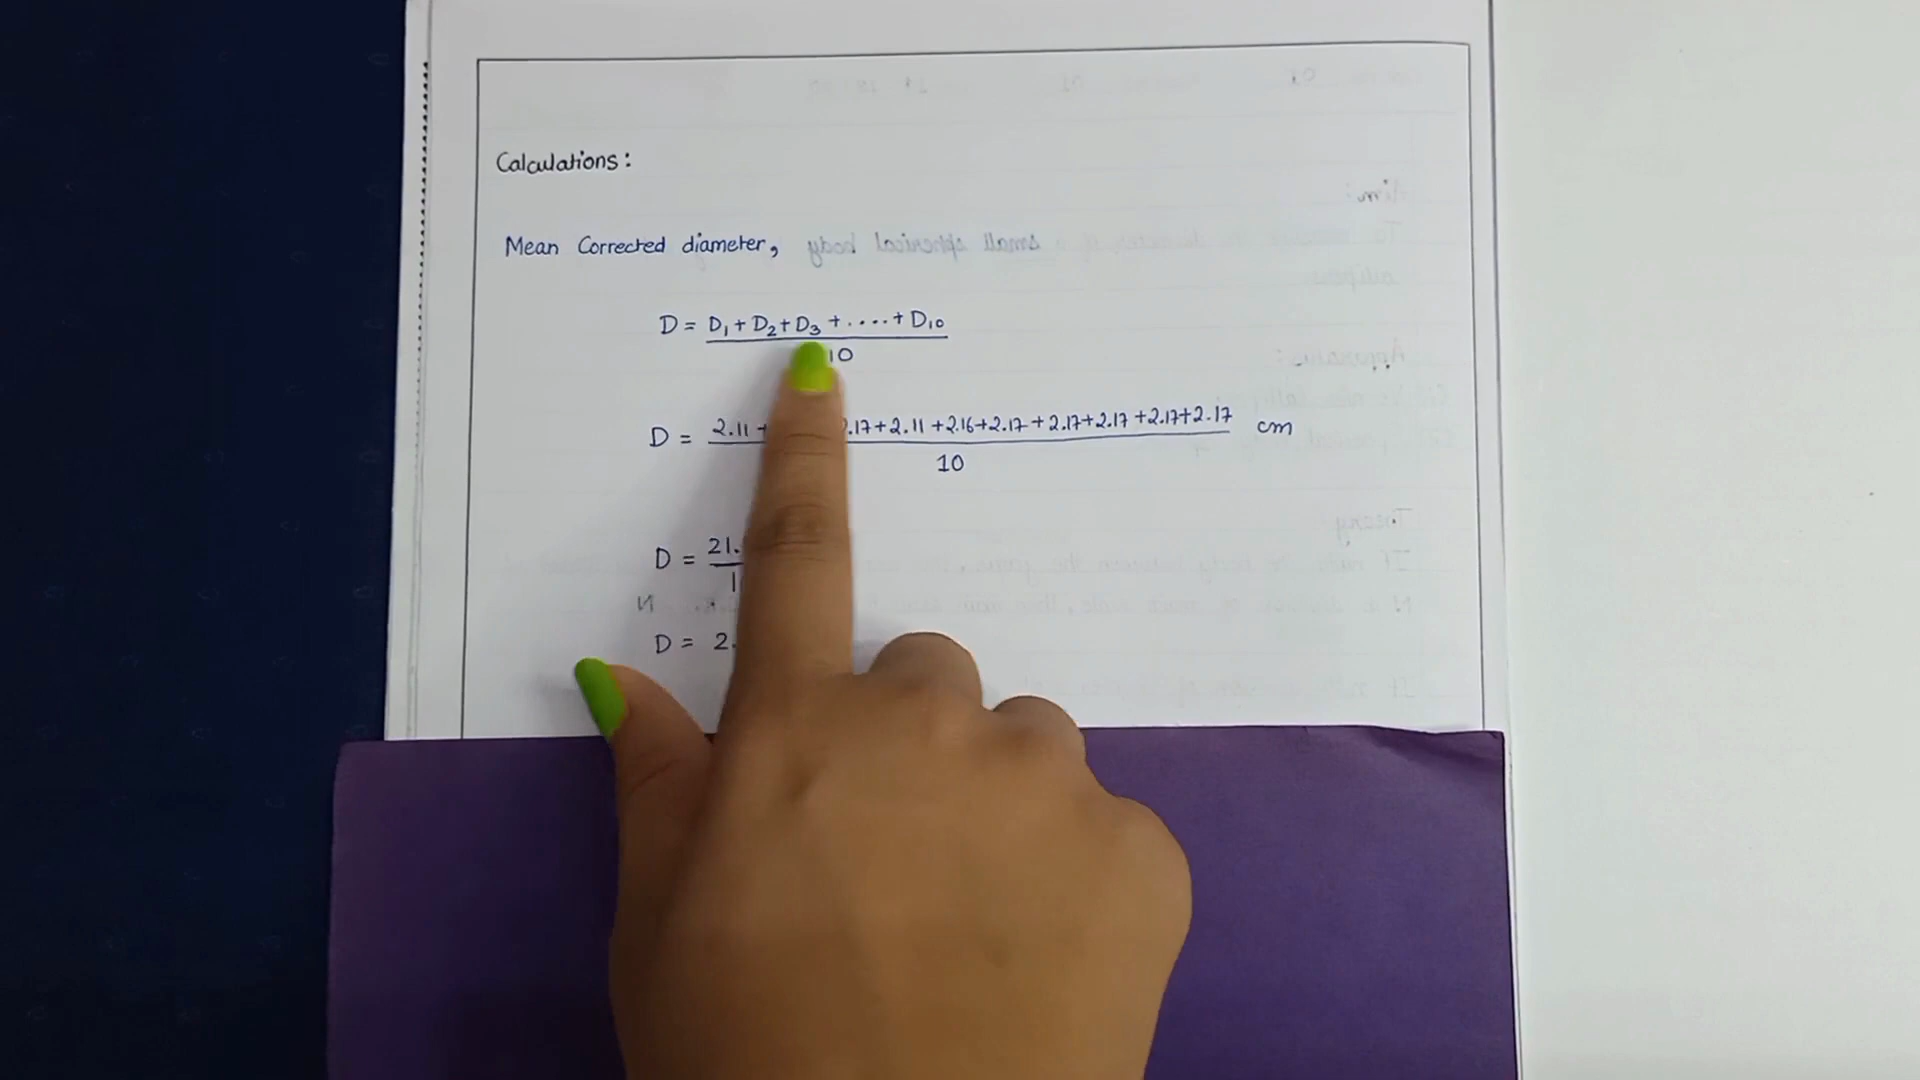 Calculations:
Mean Corrected diameter,
D = D₁ + D₂ + D₃ + .... + D₁₀
10
D = 2.11 + .17 + 2.11 + 2.16 + 2.17 + 2.17 + 2.17 + 2.17 + 2.17 cm
10
D = 21.
1
D = 2.